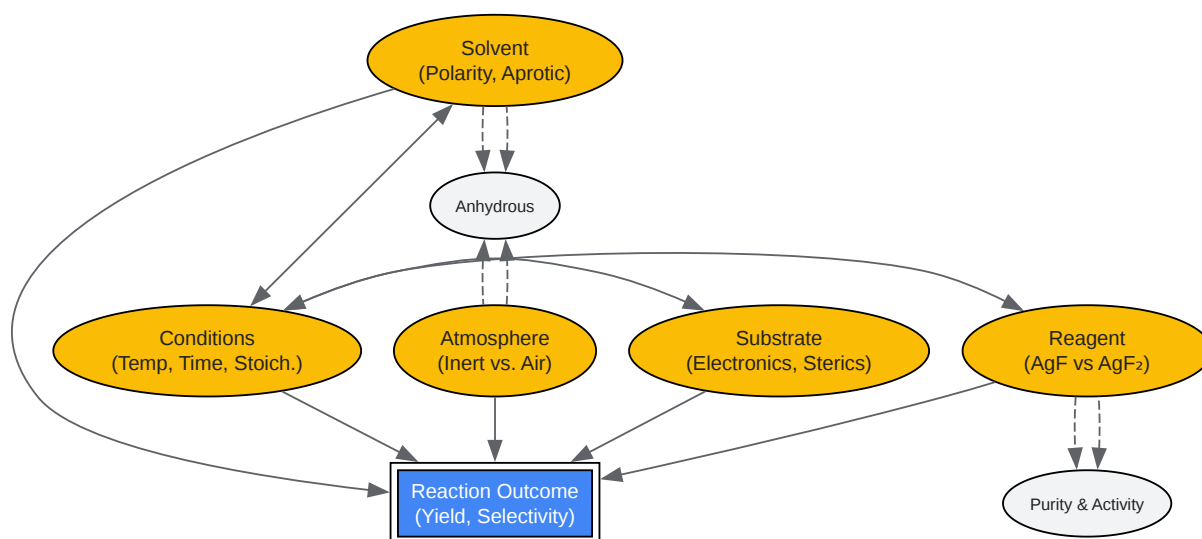 Solvent
(Polarity, Aprotic)
Anhydrous
Conditions
(Temp, Time, Stoich.)
Atmosphere
(Inert vs. Air)
Substrate
(Electronics, Sterics)
Reagent
(AgF vs AgF₂)
Reaction Outcome
(Yield, Selectivity)
Purity & Activity